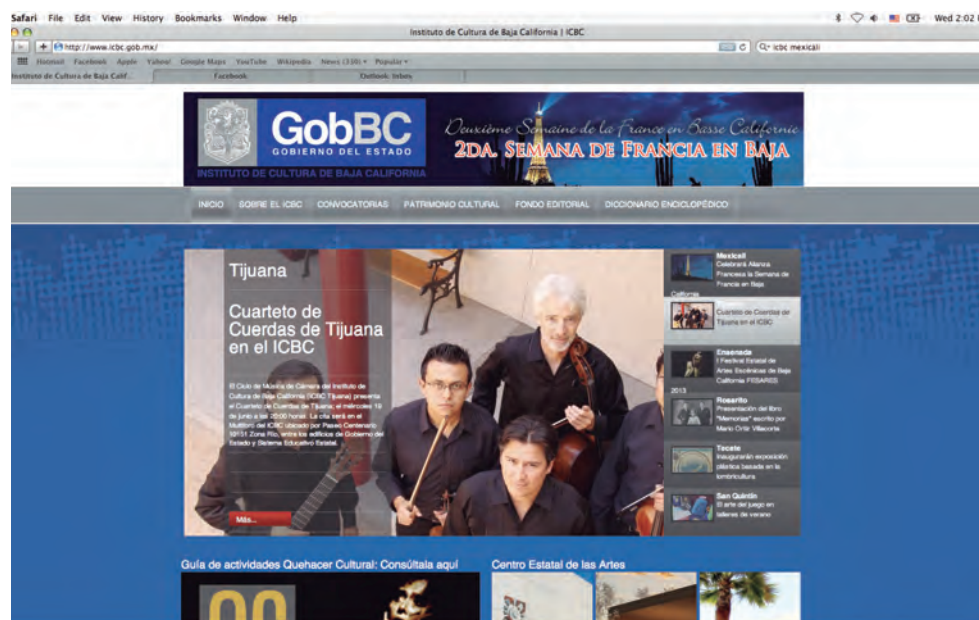 Safari File Edit View History Bookmarks Window Help Wed 2:02
Instituto de Cultura de Baja California | ICBC
http://www.icbc.gob.mx/
icbc mexicali
Hotmail Facebook Apple Yahoo! Google Maps YouTube Wikipedia News (330) Popular
Instituto de Cultura de Baja Calif... Facebook Outlook: Inbox
GobBC
GOBIERNO DEL ESTADO
INSTITUTO DE CULTURA DE BAJA CALIFORNIA
Deuxième Semaine de la France en Basse Californie
2DA. SEMANA DE FRANCIA EN BAJA
INICIO SOBRE EL ICBC CONVOCATORIAS PATRIMONIO CULTURAL FONDO EDITORIAL DICCIONARIO ENCICLOPÉDICO
Tijuana
Cuarteto de
Cuerdas de Tijuana
en el ICBC
El Ciclo de Música de Cámara del Instituto de
Cultura de Baja California (ICBC Tijuana) presenta
el Cuarteto de Cuerdas de Tijuana, el miércoles 19
de junio a las 20:00 horas. La cita será en el
Multiforo del ICBC ubicado por Paseo Centenario
10151 Zona Río, entre los edificios de Gobierno del
Estado y Sistema Educativo Estatal.
Más...
Mexicali
Celebrará Alianza
Francesa la Semana de
Francia en Baja
California
Cuarteto de Cuerdas de
Tijuana en el ICBC
Ensenada
I Festival Estatal de
Artes Escénicas de Baja
California FESARES
2013
Rosarito
Presentación del libro
"Memorias" escrito por
Mario Ortiz Villacorta
Tecate
Inaugurarán exposición
plástica basada en la
lombricultura
San Quintín
El arte del juego en
talleres de verano
Guía de actividades Quehacer Cultural: Consúltala aquí
Centro Estatal de las Artes